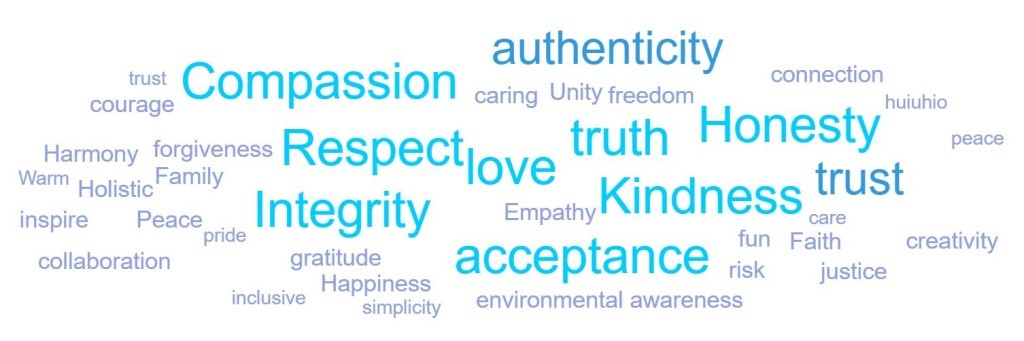 authenticity
trust
Compassion
connection
courage
caring
Unity
freedom
huiuhio
Honesty
truth
peace
Harmony
forgiveness
Respect
love
Warm
Holistic
Family
trust
Kindness
inspire
Peace
Integrity
Empathy
care
pride
fun
Faith
creativity
collaboration
gratitude
acceptance
risk
justice
inclusive
Happiness
simplicity
environmental awareness